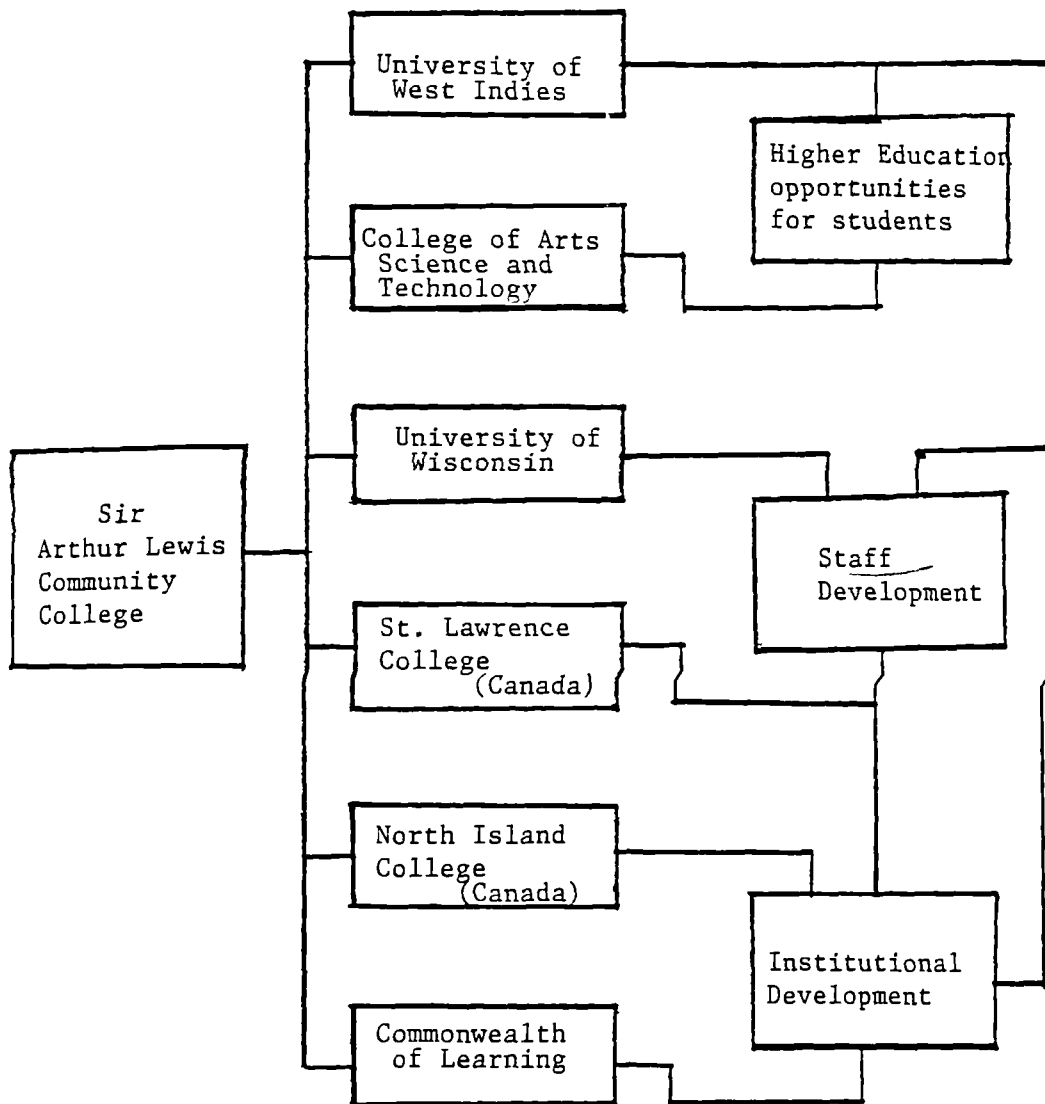 University of
West Indies
Higher Education
opportunities
for students
College of Arts
Science and
Technology
University of
Wisconsin
Sir
Arthur Lewis
Community
College
Staff
Development
St. Lawrence
College
(Canada)
North Island
College
(Canada)
Institutional
Development
Commonwealth
of Learning